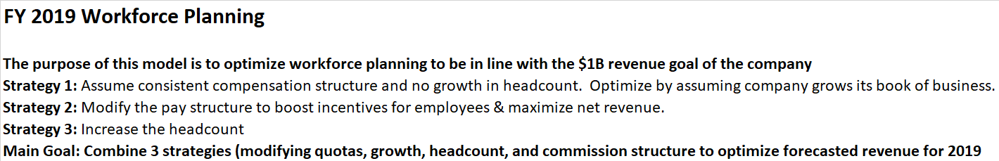 FY 2019 Workforce Planning
The purpose of this model is to optimize workforce planning to be in line with the $1B revenue goal of the company
Strategy 1: Assume consistent compensation structure and no growth in headcount.  Optimize by assuming company grows its book of business.
Strategy 2: Modify the pay structure to boost incentives for employees & maximize net revenue.
Strategy 3: Increase the headcount
Main Goal: Combine 3 strategies (modifying quotas, growth, headcount, and commission structure to optimize forecasted revenue for 2019